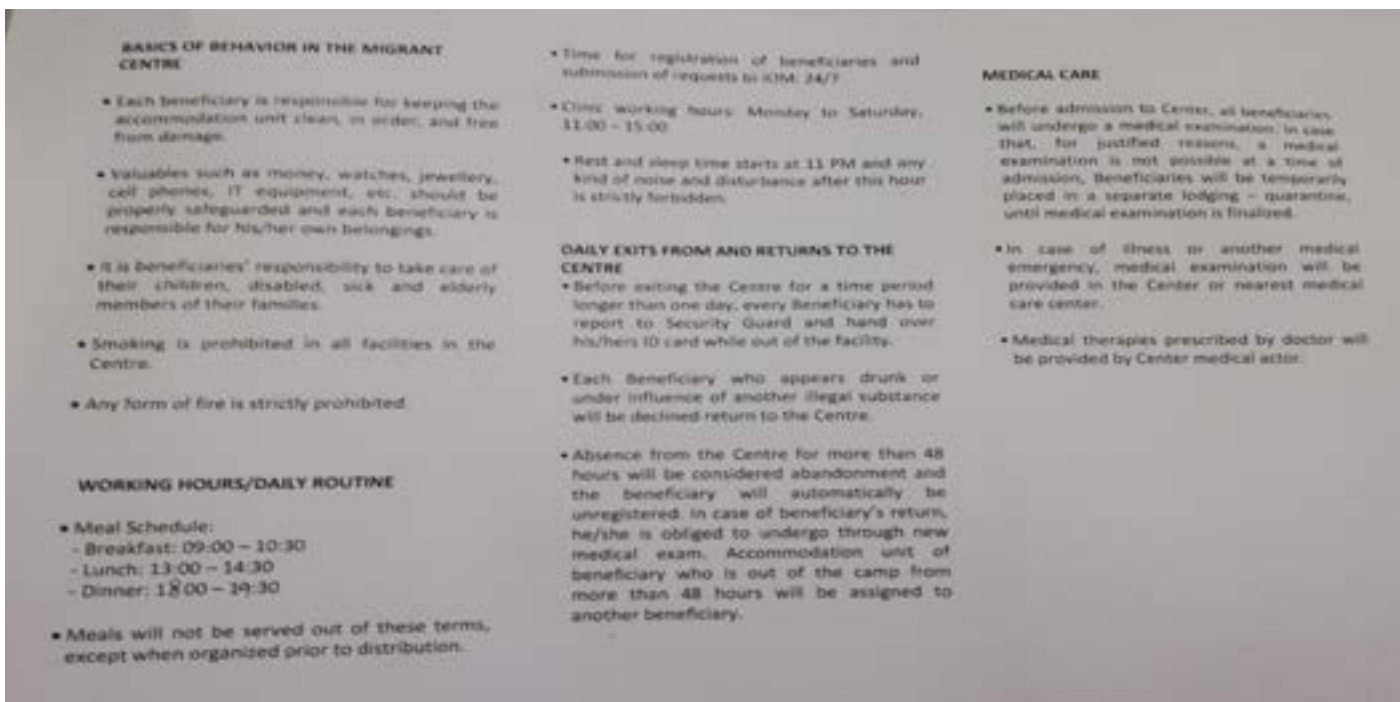 BASICS OF BEHAVIOR IN THE MIGRANT
CENTRE
• Each beneficiary is responsible for keeping the
accommodation unit clean, in order, and free
from damage.
• Valuables such as money, watches, jewellery,
cell phones, IT equipment, etc. should be
properly safeguarded and each beneficiary is
responsible for his/her own belongings.
• It is beneficiaries' responsibility to take care of
their children, disabled, sick and elderly
members of their families.
• Smoking is prohibited in all facilities in the
Centre.
• Any form of fire is strictly prohibited.
WORKING HOURS/DAILY ROUTINE
• Meal Schedule:
- Breakfast: 09:00 – 10:30
- Lunch: 13:00 – 14:30
- Dinner: 18:00 – 19:30
• Meals will not be served out of these terms,
except when organized prior to distribution.
• Time for registration of beneficiaries and
submission of requests to IOM: 24/7
• Clinic working hours: Monday to Saturday,
11:00 – 15:00
• Rest and sleep time starts at 11 PM and any
kind of noise and disturbance after this hour
is strictly forbidden.
DAILY EXITS FROM AND RETURNS TO THE
CENTRE
• Before exiting the Centre for a time period
longer than one day, every Beneficiary has to
report to Security Guard and hand over
his/hers ID card while out of the facility.
• Each Beneficiary who appears drunk or
under influence of another illegal substance
will be declined return to the Centre.
• Absence from the Centre for more than 48
hours will be considered abandonment and
the beneficiary will automatically be
unregistered. In case of beneficiary's return,
he/she is obliged to undergo through new
medical exam. Accommodation unit of
beneficiary who is out of the camp from
more than 48 hours will be assigned to
another beneficiary.
MEDICAL CARE
• Before admission to Center, all beneficiaries
will undergo a medical examination. In case
that, for justified reasons, a medical
examination is not possible at a time of
admission, Beneficiaries will be temporarily
placed in a separate lodging – quarantine,
until medical examination is finalized.
• In case of illness or another medical
emergency, medical examination will be
provided in the Center or nearest medical
care center.
• Medical therapies prescribed by doctor will
be provided by Center medical actor.